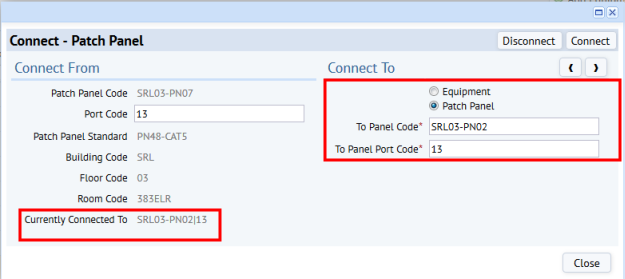 Connect - Patch Panel
Disconnect
Connect
Connect From
Connect To
Patch Panel Code SRL03-PN07
Port Code 13
Patch Panel Standard PN48-CAT5
Building Code SRL
Floor Code 03
Room Code 383ELR
Currently Connected To SRL03-PN02|13
Equipment
Patch Panel
To Panel Code* SRL03-PN02
To Panel Port Code* 13
Close